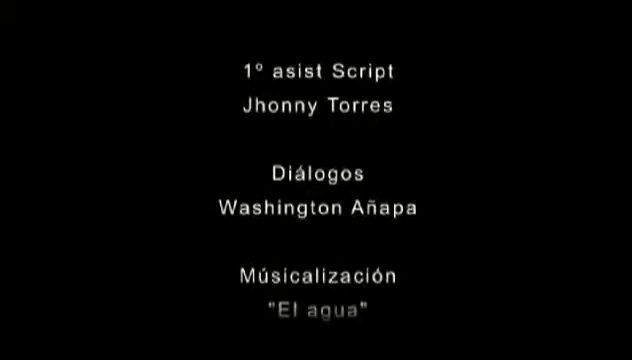 1º asist Script
Jhonny Torres
Diálogos
Washington Añapa
Músicalización
"El agua"